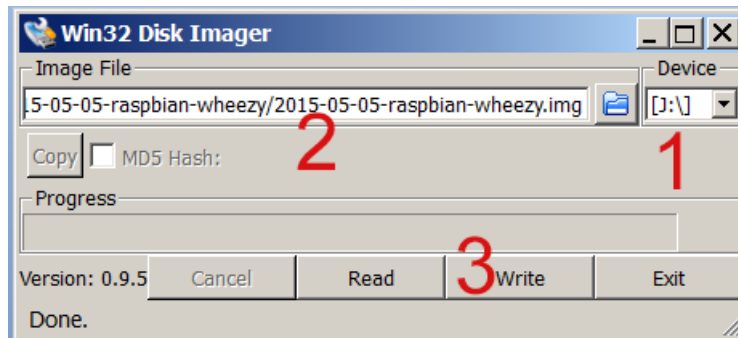 Win32 Disk Imager
Image File
Device
15-05-05-raspbian-wheezy/2015-05-05-raspbian-wheezy.img
[J:\]
2
1
Copy
MD5 Hash:
Progress
3
Version: 0.9.5
Cancel
Read
Write
Exit
Done.